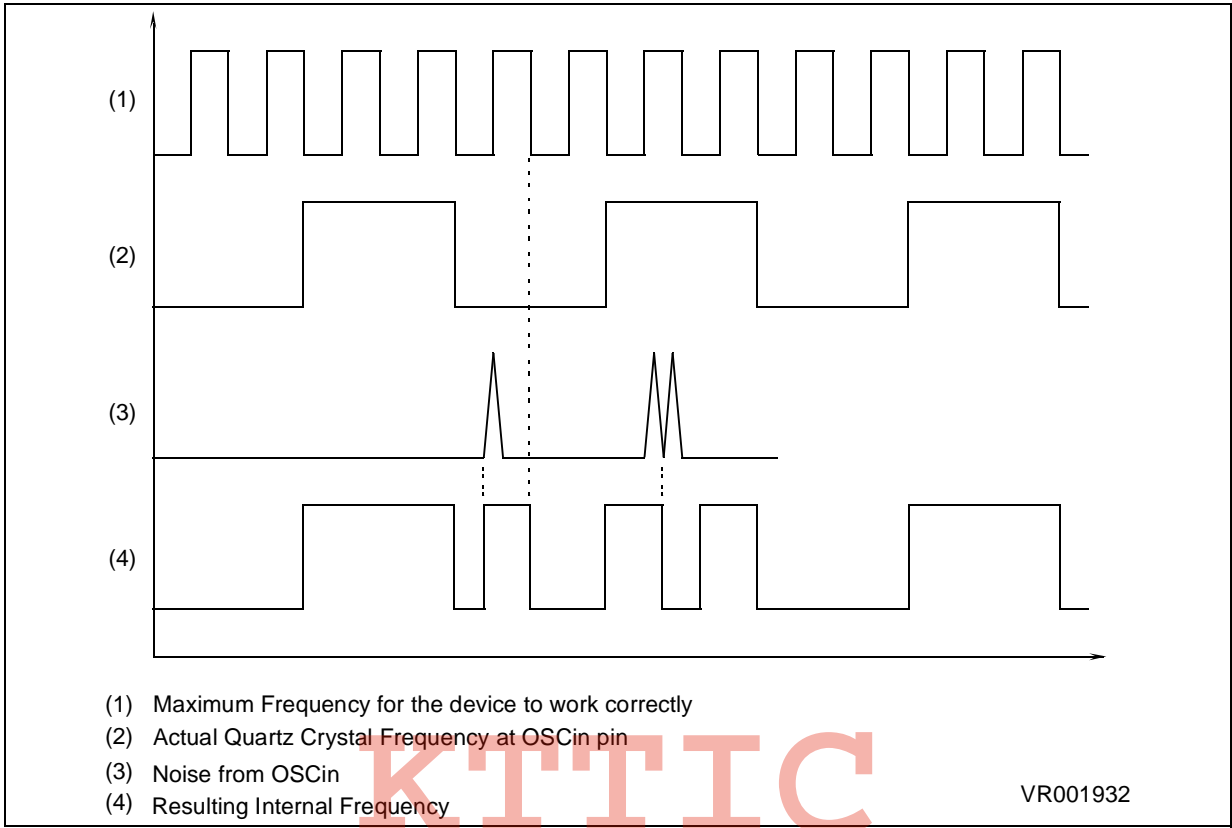 (1)
(2)
(3)
(4)
(1) Maximum Frequency for the device to work correctly
(2) Actual Quartz Crystal Frequency at OSCin pin
(3) Noise from OSCin
(4) Resulting Internal Frequency
VR001932
KTTIC